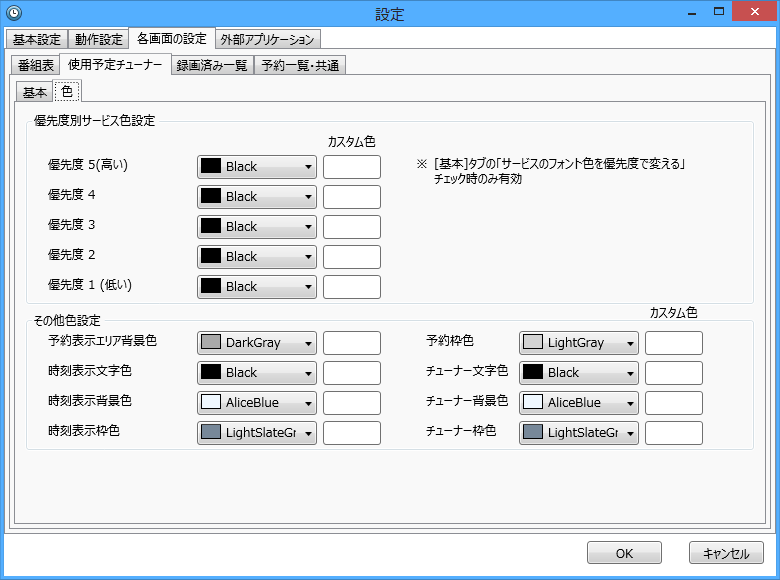 設定
基本設定 動作設定 各画面の設定 外部アプリケーション
番組表 使用予定チューナー 録画済み一覧 予約一覧・共通
基本 色
優先度別サービス色設定
カスタム色
優先度 5(高い) Black
※ [基本]タブの「サービスのフォント色を優先度で変える」
チェック時のみ有効
優先度 4 Black
優先度 3 Black
優先度 2 Black
優先度 1 (低い) Black
その他色設定 カスタム色
予約表示エリア背景色 DarkGray 予約枠色 LightGray
時刻表示文字色 Black チューナー文字色 Black
時刻表示背景色 AliceBlue チューナー背景色 AliceBlue
時刻表示枠色 LightSlateGr チューナー枠色 LightSlateGr
OK キャンセル